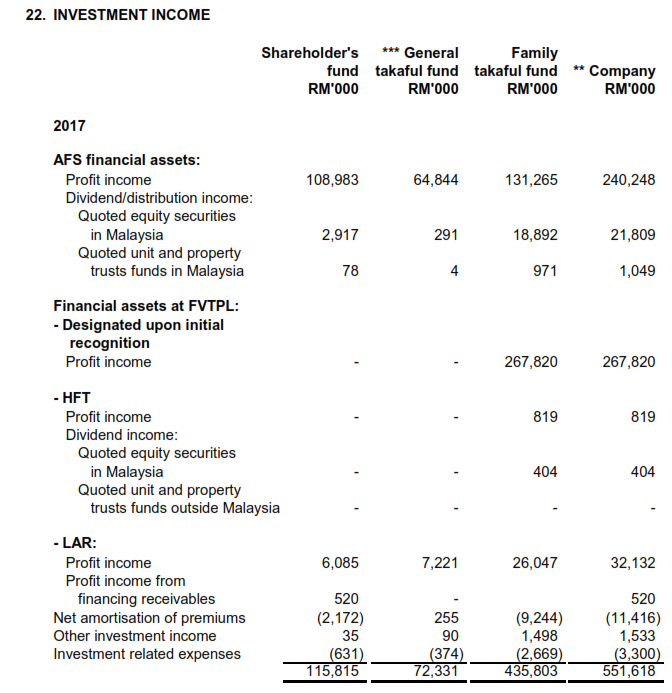 22. INVESTMENT INCOME
Shareholder's *** General Family
fund takaful fund takaful fund ** Company
RM'000 RM'000 RM'000 RM'000
2017
AFS financial assets:
Profit income 108,983 64,844 131,265 240,248
Dividend/distribution income:
Quoted equity securities
in Malaysia 2,917 291 18,892 21,809
Quoted unit and property
trusts funds in Malaysia 78 4 971 1,049
Financial assets at FVTPL:
- Designated upon initial
recognition
Profit income - - 267,820 267,820
- HFT
Profit income - - 819 819
Dividend income:
Quoted equity securities
in Malaysia - - 404 404
Quoted unit and property
trusts funds outside Malaysia - - - -
- LAR:
Profit income 6,085 7,221 26,047 32,132
Profit income from
financing receivables 520 - 520
Net amortisation of premiums (2,172) 255 (9,244) (11,416)
Other investment income 35 90 1,498 1,533
Investment related expenses (631) (374) (2,669) (3,300)
115,815 72,331 435,803 551,618